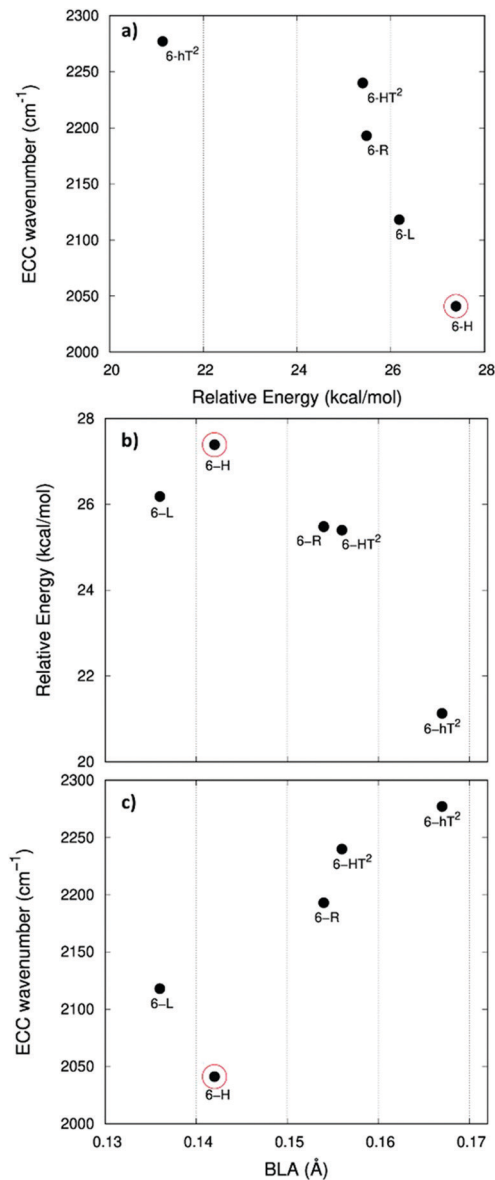 a)
2300
2250
2200
2150
2100
2050
2000
ECC wavenumber (cm⁻¹)
6-hT²
6-HT²
6-R
6-L
6-H
20 22 24 26 28
Relative Energy (kcal/mol)
b)
28
26
24
22
20
Relative Energy (kcal/mol)
6–H
6–L
6–R
6–HT²
6–hT²
c)
2300
2250
2200
2150
2100
2050
2000
ECC wavenumber (cm⁻¹)
6–hT²
6–HT²
6–R
6–L
6–H
0.13 0.14 0.15 0.16 0.17
BLA (Å)